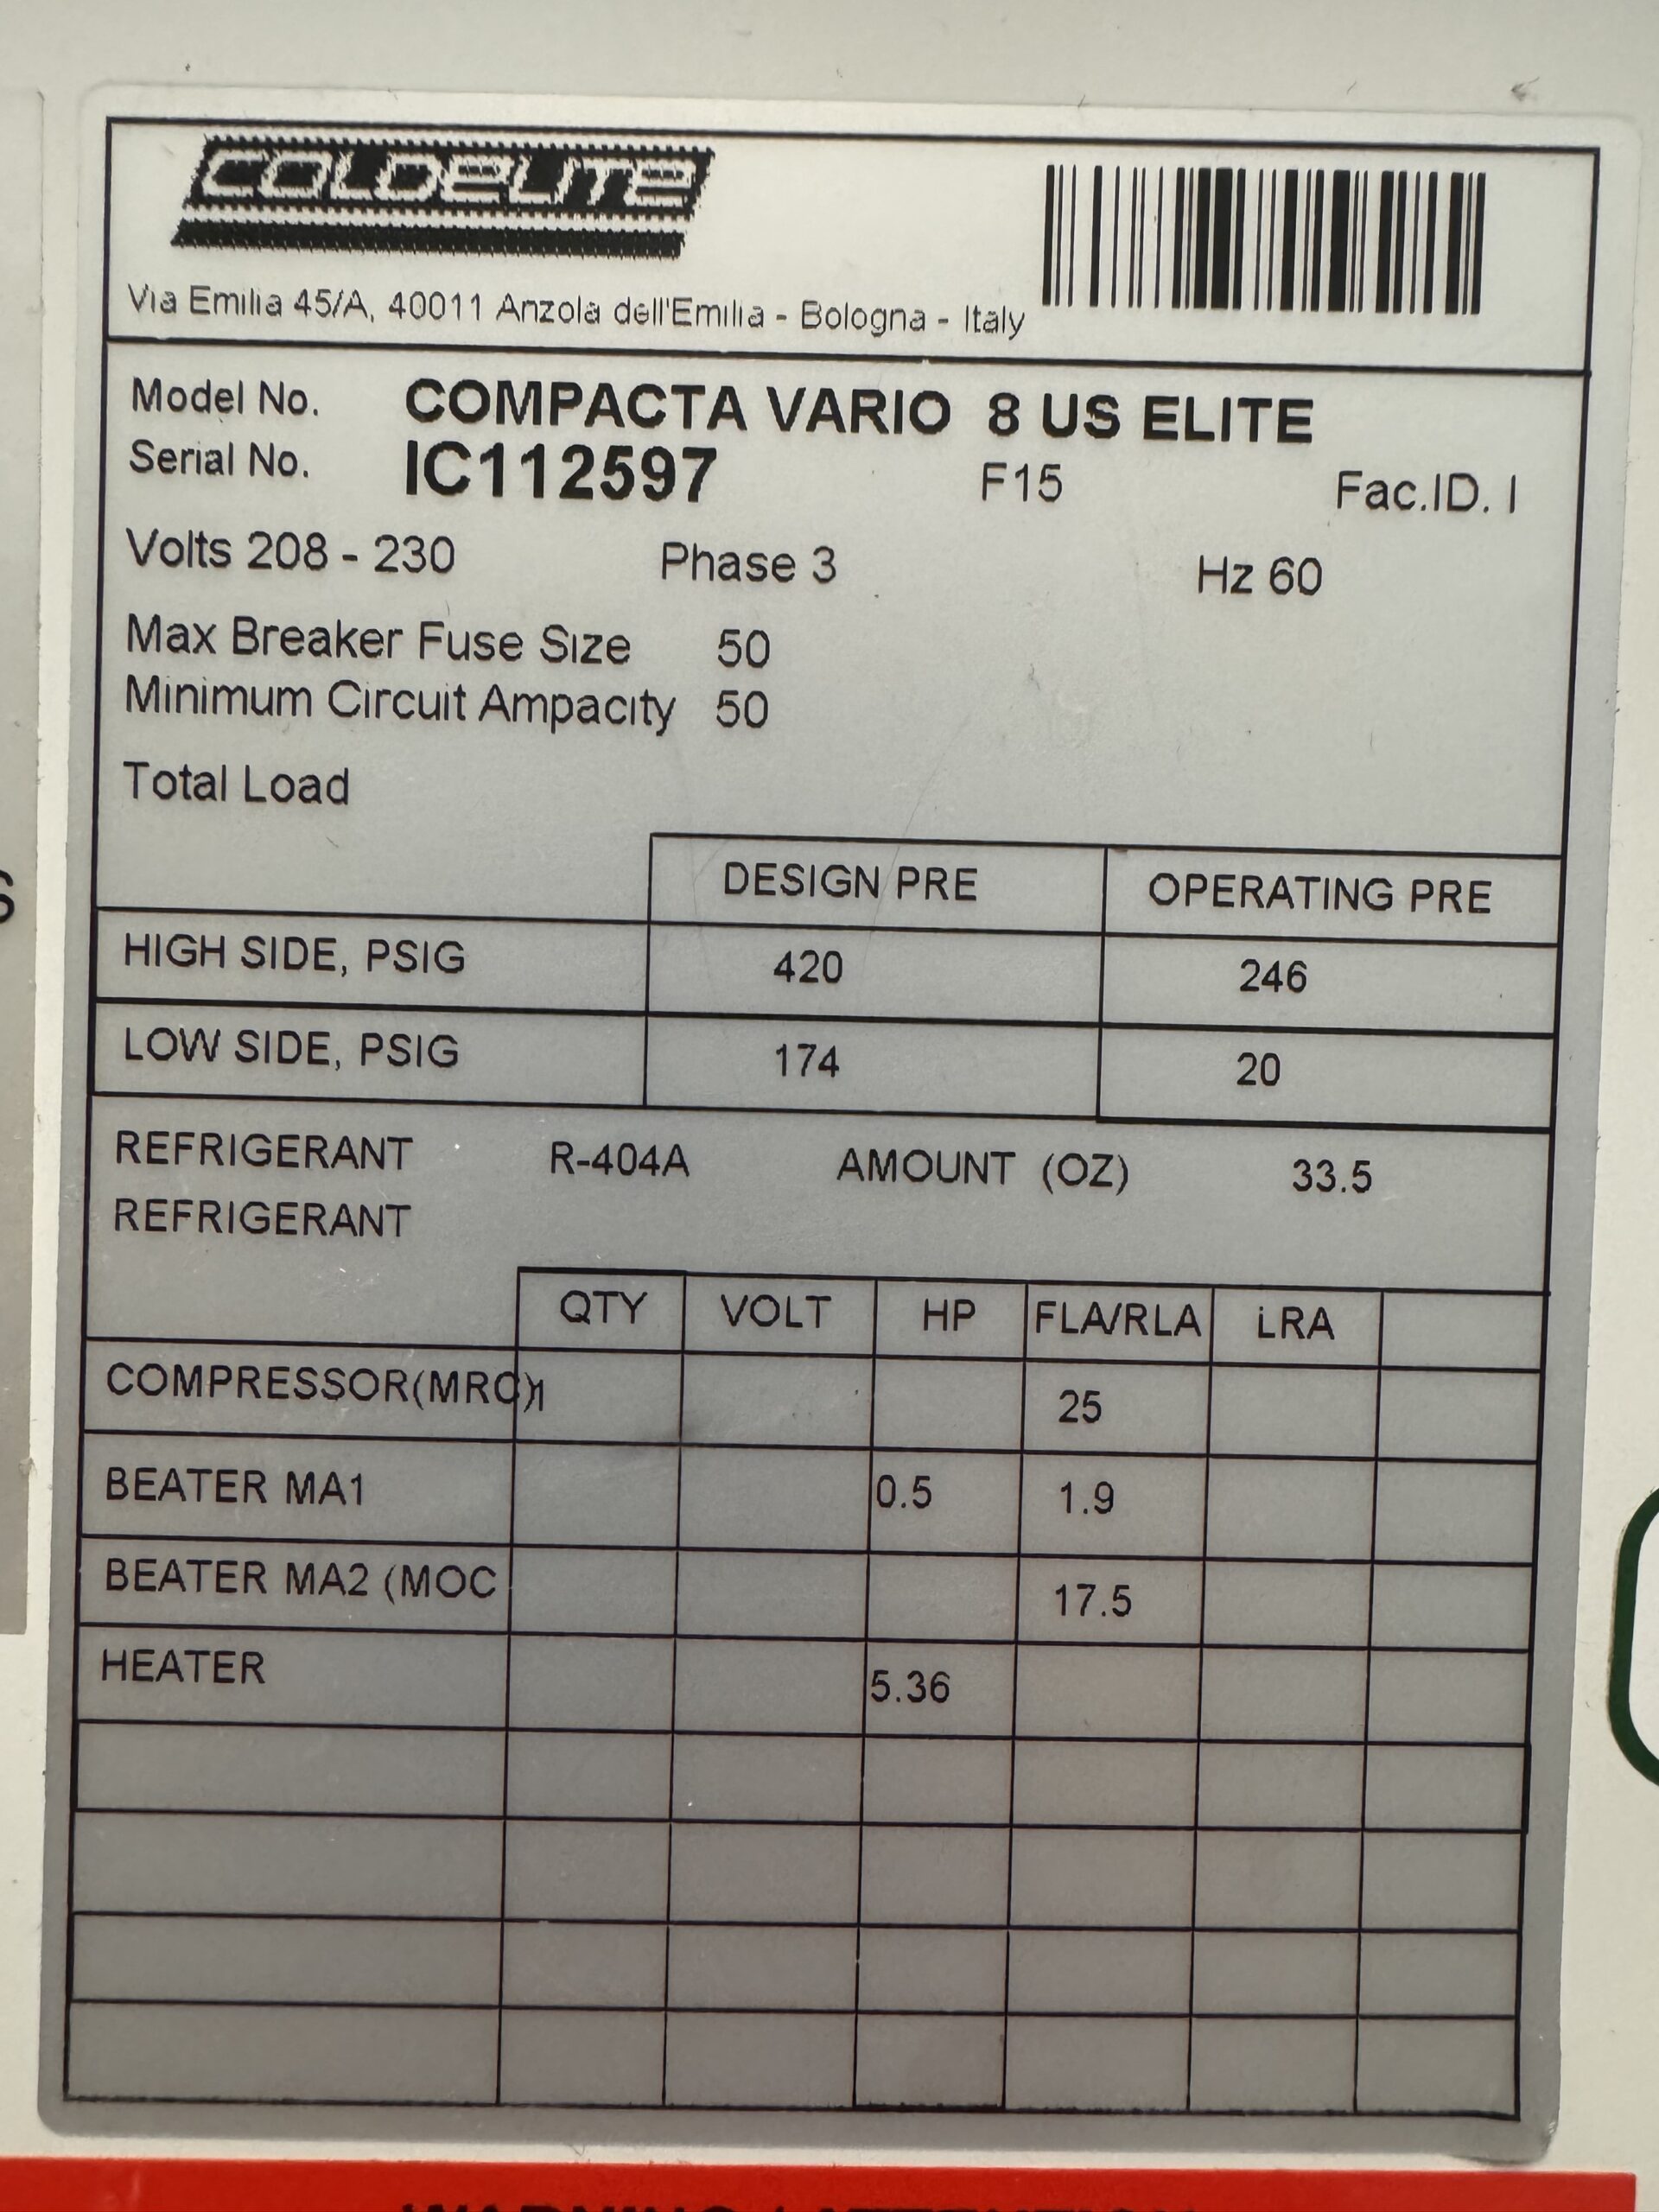 COLDELITE
Via Emilia 45/A, 40011 Anzola dell'Emilia - Bologna - Italy
Model No. COMPACTA VARIO 8 US ELITE
Serial No. IC112597 F15 Fac.ID. I
Volts 208 - 230 Phase 3 Hz 60
Max Breaker Fuse Size 50
Minimum Circuit Ampacity 50
Total Load
DESIGN PRE OPERATING PRE
HIGH SIDE, PSIG 420 246
LOW SIDE, PSIG 174 20
REFRIGERANT R-404A AMOUNT (OZ) 33.5
REFRIGERANT
QTY VOLT HP FLA/RLA LRA
COMPRESSOR(MRC)1 25
BEATER MA1 0.5 1.9
BEATER MA2 (MOC 17.5
HEATER 5.36
WARNING / ATTENTION